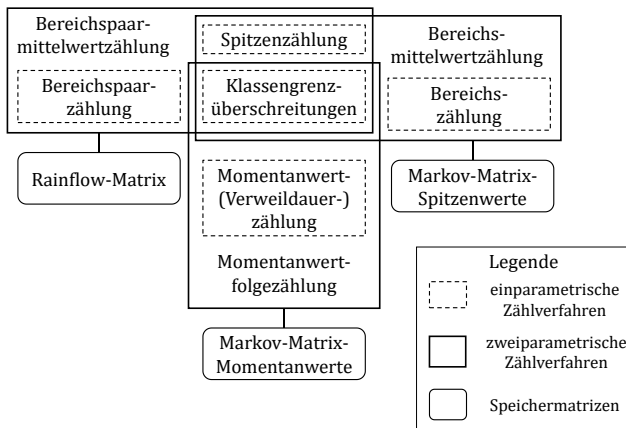 Bereichspaar-
mittelwertzählung
Spitzenzählung
Bereichs-
mittelwertzählung
Bereichspaar-
zählung
Klassengrenz-
überschreitungen
Bereichs-
zählung
Rainflow-Matrix
Momentanwert-
(Verweildauer-)
zählung
Markov-Matrix-
Spitzenwerte
Momentanwert-
folgezählung
Markov-Matrix-
Momentanwerte
Legende
einparametrische
Zählverfahren
zweiparametrische
Zählverfahren
Speichermatrizen